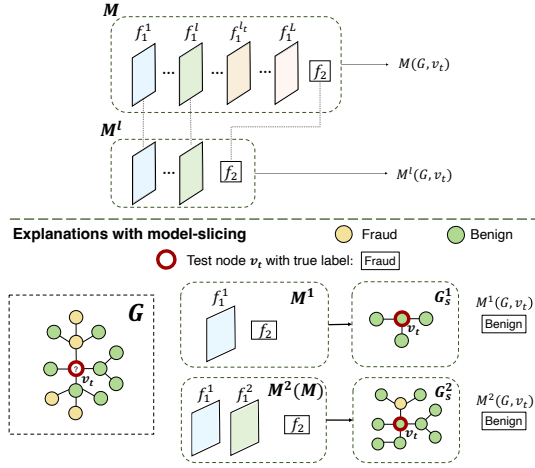 M
f_1^1 f_1^l f_1^{l_t} f_1^L
... ... ...
f_2
M(G, v_t)
M^l
...
f_2
M^l(G, v_t)
Explanations with model-slicing
Fraud
Benign
Test node v_t with true label: Fraud
G
?
v_t
f_1^1
M^1
f_2
G_s^1
v_t
M^1(G, v_t)
Benign
f_1^1 f_1^2
M^2(M)
f_2
G_s^2
v_t
M^2(G, v_t)
Benign